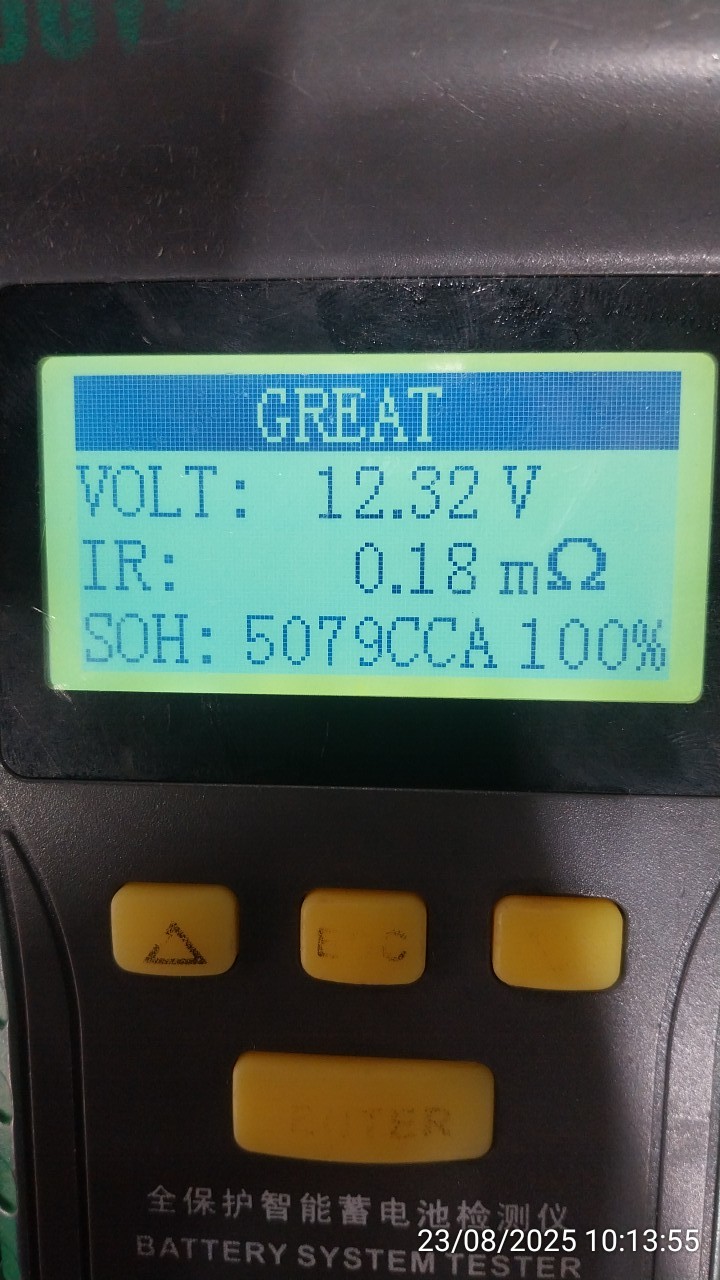 GREAT
VOLT: 12.32 V
IR: 0.18 mΩ
SOH: 5079CCA 100%
E C
ENTER
全保护智能蓄电池检测仪
BATTERY SYSTEM TESTER
23/08/2025 10:13:55